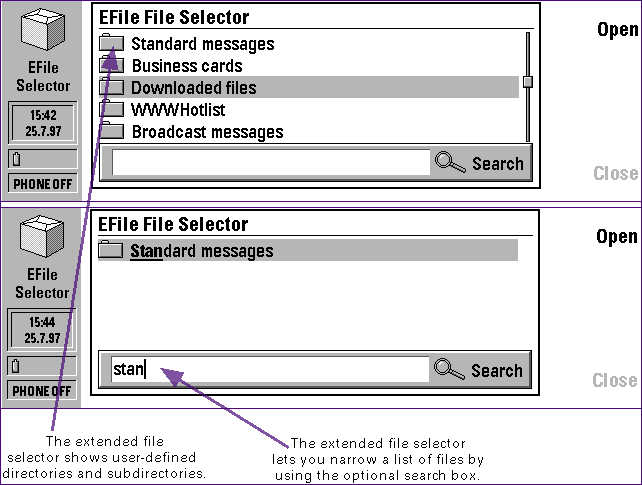 EFile File Selector
Standard messages
Business cards
Downloaded files
WWWHotlist
Broadcast messages
Search
Open
Close
EFile
Selector
15:42
25.7.97
PHONE OFF
EFile File Selector
Standard messages
stan
Search
Open
Close
EFile
Selector
15:44
25.7.97
PHONE OFF
The extended file
selector shows user-defined
directories and subdirectories.
The extended file selector
lets you narrow a list of files by
using the optional search box.